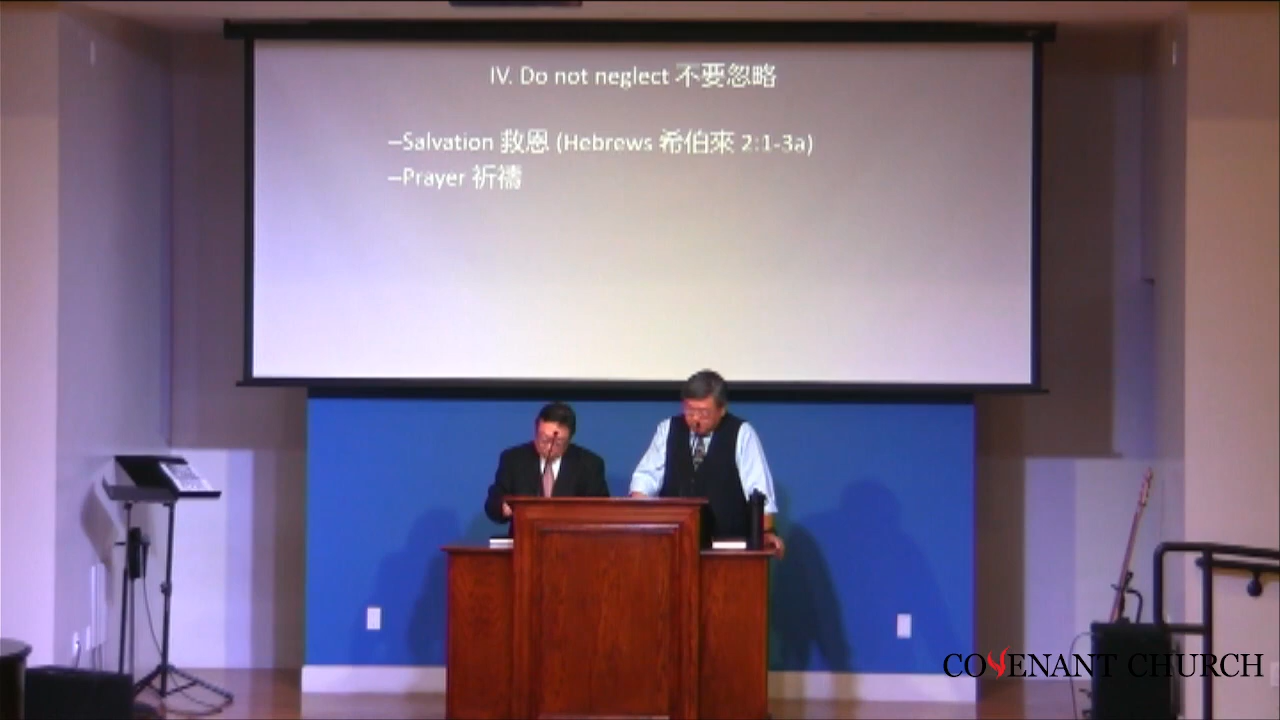 IV. Do not neglect 不要忽略
–Salvation 救恩 (Hebrews 希伯來 2:1-3a)
–Prayer 祈禱
COVENANT CHURCH